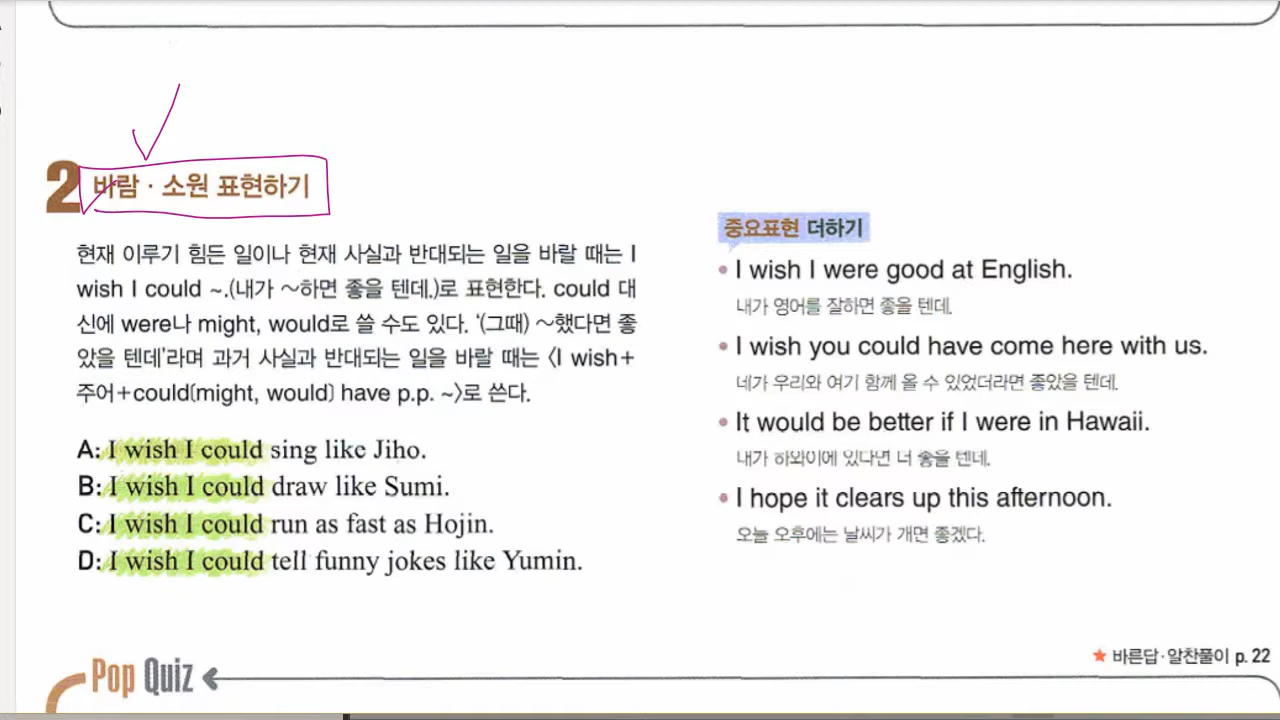 2 바람·소원 표현하기
현재 이루기 힘든 일이나 현재 사실과 반대되는 일을 바랄 때는 I
wish I could ~.(내가 ~하면 좋을 텐데.)로 표현한다. could 대
신에 were나 might, would로 쓸 수도 있다. '(그때) ~했다면 좋
았을 텐데'라며 과거 사실과 반대되는 일을 바랄 때는 〈I wish+
주어+could(might, would) have p.p. ~〉로 쓴다.
A: I wish I could sing like Jiho.
B: I wish I could draw like Sumi.
C: I wish I could run as fast as Hojin.
D: I wish I could tell funny jokes like Yumin.
중요표현 더하기
• I wish I were good at English.
내가 영어를 잘하면 좋을 텐데.
• I wish you could have come here with us.
네가 우리와 여기 함께 올 수 있었더라면 좋았을 텐데.
• It would be better if I were in Hawaii.
내가 하와이에 있다면 더 좋을 텐데.
• I hope it clears up this afternoon.
오늘 오후에는 날씨가 개면 좋겠다.
★ 바른답·알찬풀이 p. 22
Pop Quiz